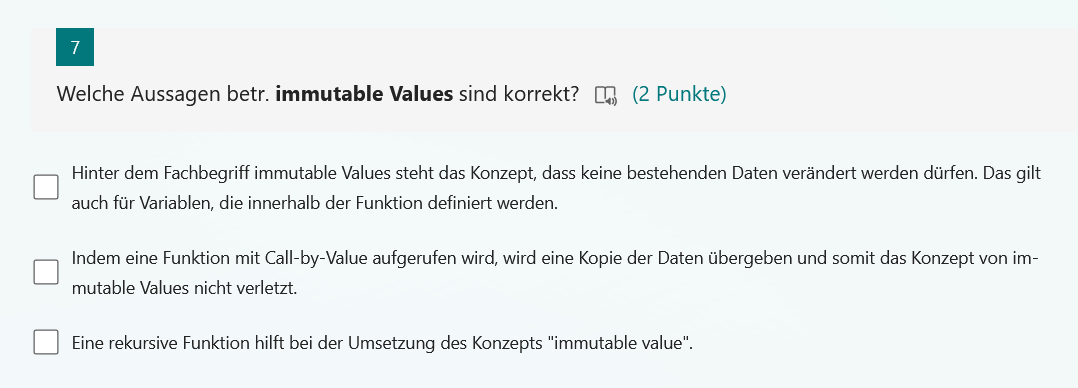 7
Welche Aussagen betr. immutable Values sind korrekt? (2 Punkte)
Hinter dem Fachbegriff immutable Values steht das Konzept, dass keine bestehenden Daten verändert werden dürfen. Das gilt
auch für Variablen, die innerhalb der Funktion definiert werden.
Indem eine Funktion mit Call-by-Value aufgerufen wird, wird eine Kopie der Daten übergeben und somit das Konzept von im-
mutable Values nicht verletzt.
Eine rekursive Funktion hilft bei der Umsetzung des Konzepts "immutable value".